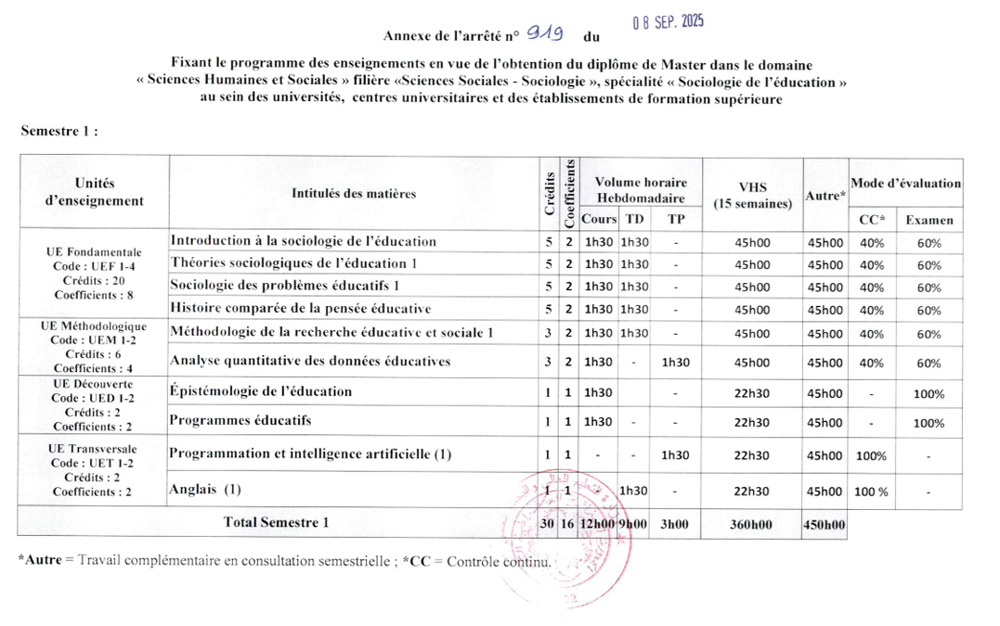 0 8 SEP. 2025
Annexe de l'arrêté n° 919 du
Fixant le programme des enseignements en vue de l'obtention du diplôme de Master dans le domaine
« Sciences Humaines et Sociales » filière «Sciences Sociales - Sociologie », spécialité « Sociologie de l'éducation »
au sein des universités, centres universitaires et des établissements de formation supérieure
Semestre 1 :
Unités d'enseignement Intitulés des matières Crédits Coefficients Volume horaire Hebdomadaire VHS (15 semaines) Autre* Mode d'évaluation
Cours TD TP CC* Examen
UE Fondamentale
Code : UEF 1-4
Crédits : 20
Coefficients : 8
Introduction à la sociologie de l'éducation 5 2 1h30 1h30 - 45h00 45h00 40% 60%
Théories sociologiques de l'éducation 1 5 2 1h30 1h30 - 45h00 45h00 40% 60%
Sociologie des problèmes éducatifs 1 5 2 1h30 1h30 - 45h00 45h00 40% 60%
Histoire comparée de la pensée éducative 5 2 1h30 1h30 - 45h00 45h00 40% 60%
UE Méthodologique
Code : UEM 1-2
Crédits : 6
Coefficients : 4
Méthodologie de la recherche éducative et sociale 1 3 2 1h30 1h30 - 45h00 45h00 40% 60%
Analyse quantitative des données éducatives 3 2 1h30 - 1h30 45h00 45h00 40% 60%
UE Découverte
Code : UED 1-2
Crédits : 2
Coefficients : 2
Épistémologie de l'éducation 1 1 1h30 - 22h30 45h00 - 100%
Programmes éducatifs 1 1 1h30 - - 22h30 45h00 - 100%
UE Transversale
Code : UET 1-2
Crédits : 2
Coefficients : 2
Programmation et intelligence artificielle (1) 1 1 - - 1h30 22h30 45h00 100% -
Anglais (1) 1 1 - 1h30 - 22h30 45h00 100 % -
Total Semestre 1 30 16 12h00 9h00 3h00 360h00 450h00
*Autre = Travail complémentaire en consultation semestrielle ; *CC = Contrôle continu.